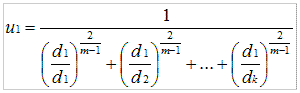 u₁ = 1 / ((d₁/d₁)^(2/(m−1)) + (d₁/d₂)^(2/(m−1)) + ... + (d₁/dₖ)^(2/(m−1)))